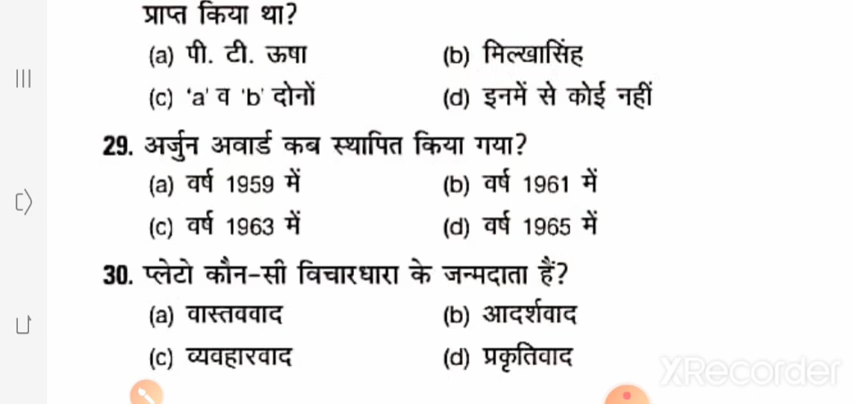 प्राप्त किया था?
(a) पी. टी. ऊषा (b) मिल्खासिंह
(c) 'a' व 'b' दोनों (d) इनमें से कोई नहीं
29. अर्जुन अवार्ड कब स्थापित किया गया?
(a) वर्ष 1959 में (b) वर्ष 1961 में
(c) वर्ष 1963 में (d) वर्ष 1965 में
30. प्लेटो कौन-सी विचारधारा के जन्मदाता हैं?
(a) वास्तववाद (b) आदर्शवाद
(c) व्यवहारवाद (d) प्रकृतिवाद
XRecorder